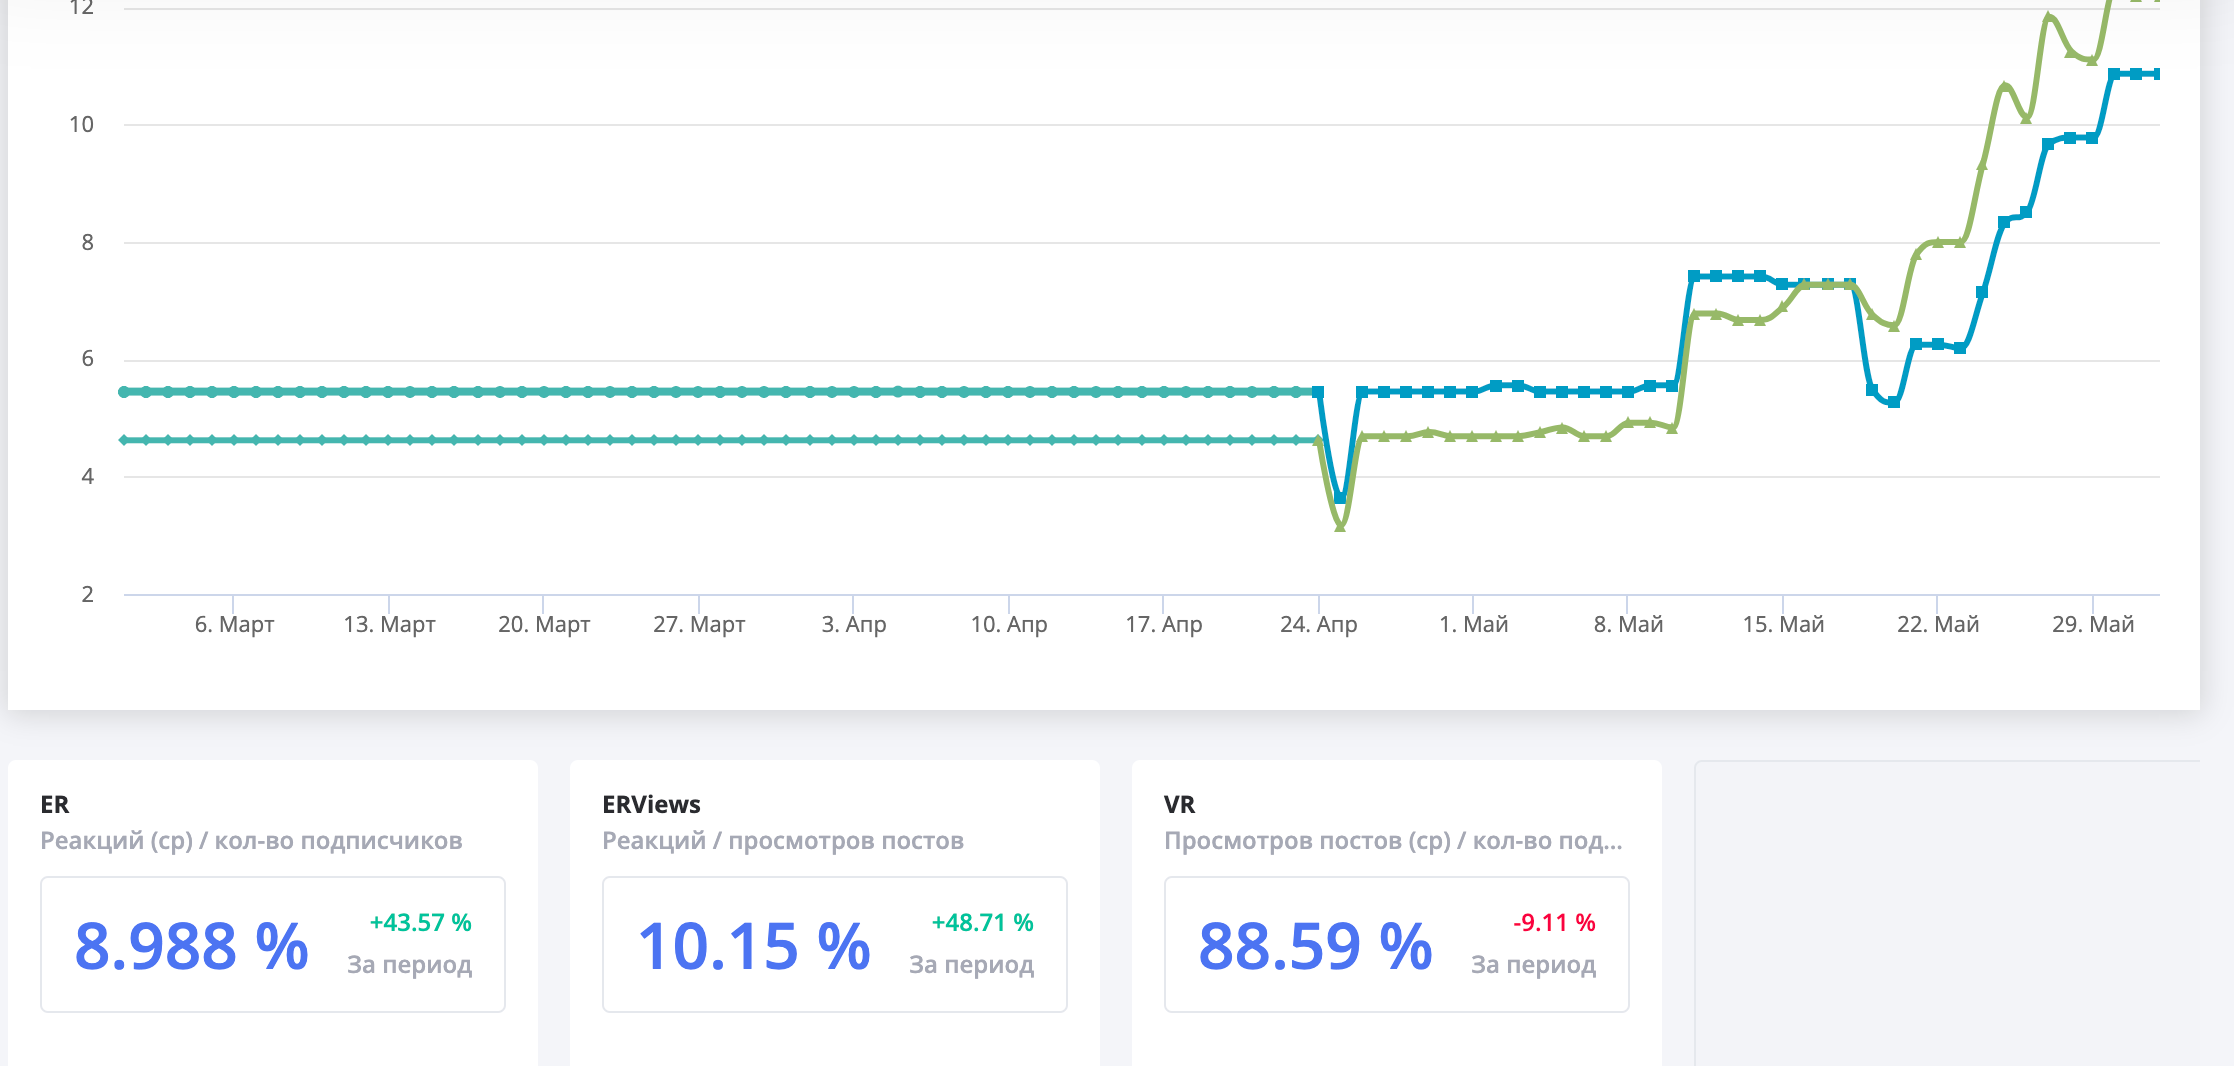 12
10
8
6
4
2
6. Март 13. Март 20. Март 27. Март 3. Апр 10. Апр 17. Апр 24. Апр 1. Май 8. Май 15. Май 22. Май 29. Май
ER
Реакций (ср) / кол-во подписчиков
8.988 %
+43.57 %
За период
ERViews
Реакций / просмотров постов
10.15 %
+48.71 %
За период
VR
Просмотров постов (ср) / кол-во под...
88.59 %
-9.11 %
За период